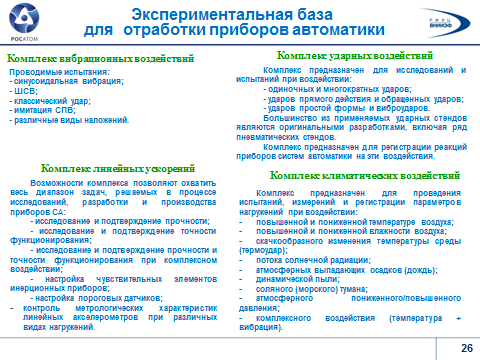 Экспериментальная база
для отработки приборов автоматики
РОСАТОМ
Комплекс вибрационных воздействий
Проводимые испытания:
- синусоидальная вибрация;
- ШСВ;
- классический удар;
- имитация СПВ;
- различные виды наложений.
Комплекс ударных воздействий
Комплекс предназначен для исследований и
испытаний при воздействии:
- одиночных и многократных ударов;
- ударов прямого действия и обращенных ударов;
- ударов простой формы и виброударов.
Большинство из применяемых ударных стендов
являются оригинальными разработками, включая ряд
пневматических стендов.
Комплекс предназначен для регистрации реакций
приборов систем автоматики на эти воздействия.
Комплекс линейных ускорений
Возможности комплекса позволяют охватить
весь диапазон задач, решаемых в процессе
исследований, разработки и производства
приборов СА:
- исследование и подтверждение прочности;
- исследование и подтверждение точности
функционирования;
- исследование и подтверждение прочности и
точности функционирования при комплексном
воздействии;
- настройка чувствительных элементов
инерционных приборов;
- настройка пороговых датчиков;
- контроль метрологических характеристик
линейных акселерометров при различных
видах нагружений.
Комплекс климатических воздействий
Комплекс предназначен для проведения
испытаний, измерений и регистрации параметров
нагружений при воздействии:
- повышенной и пониженной температуре воздуха;
- повышенной и пониженной влажности воздуха;
- скачкообразного изменения температуры среды
(термоудар);
- потока солнечной радиации;
- атмосферных выпадающих осадков (дождь);
- динамической пыли;
- соляного (морского) тумана;
- атмосферного пониженного/повышенного
давления;
- комплексного воздействия (температура +
вибрация).
26